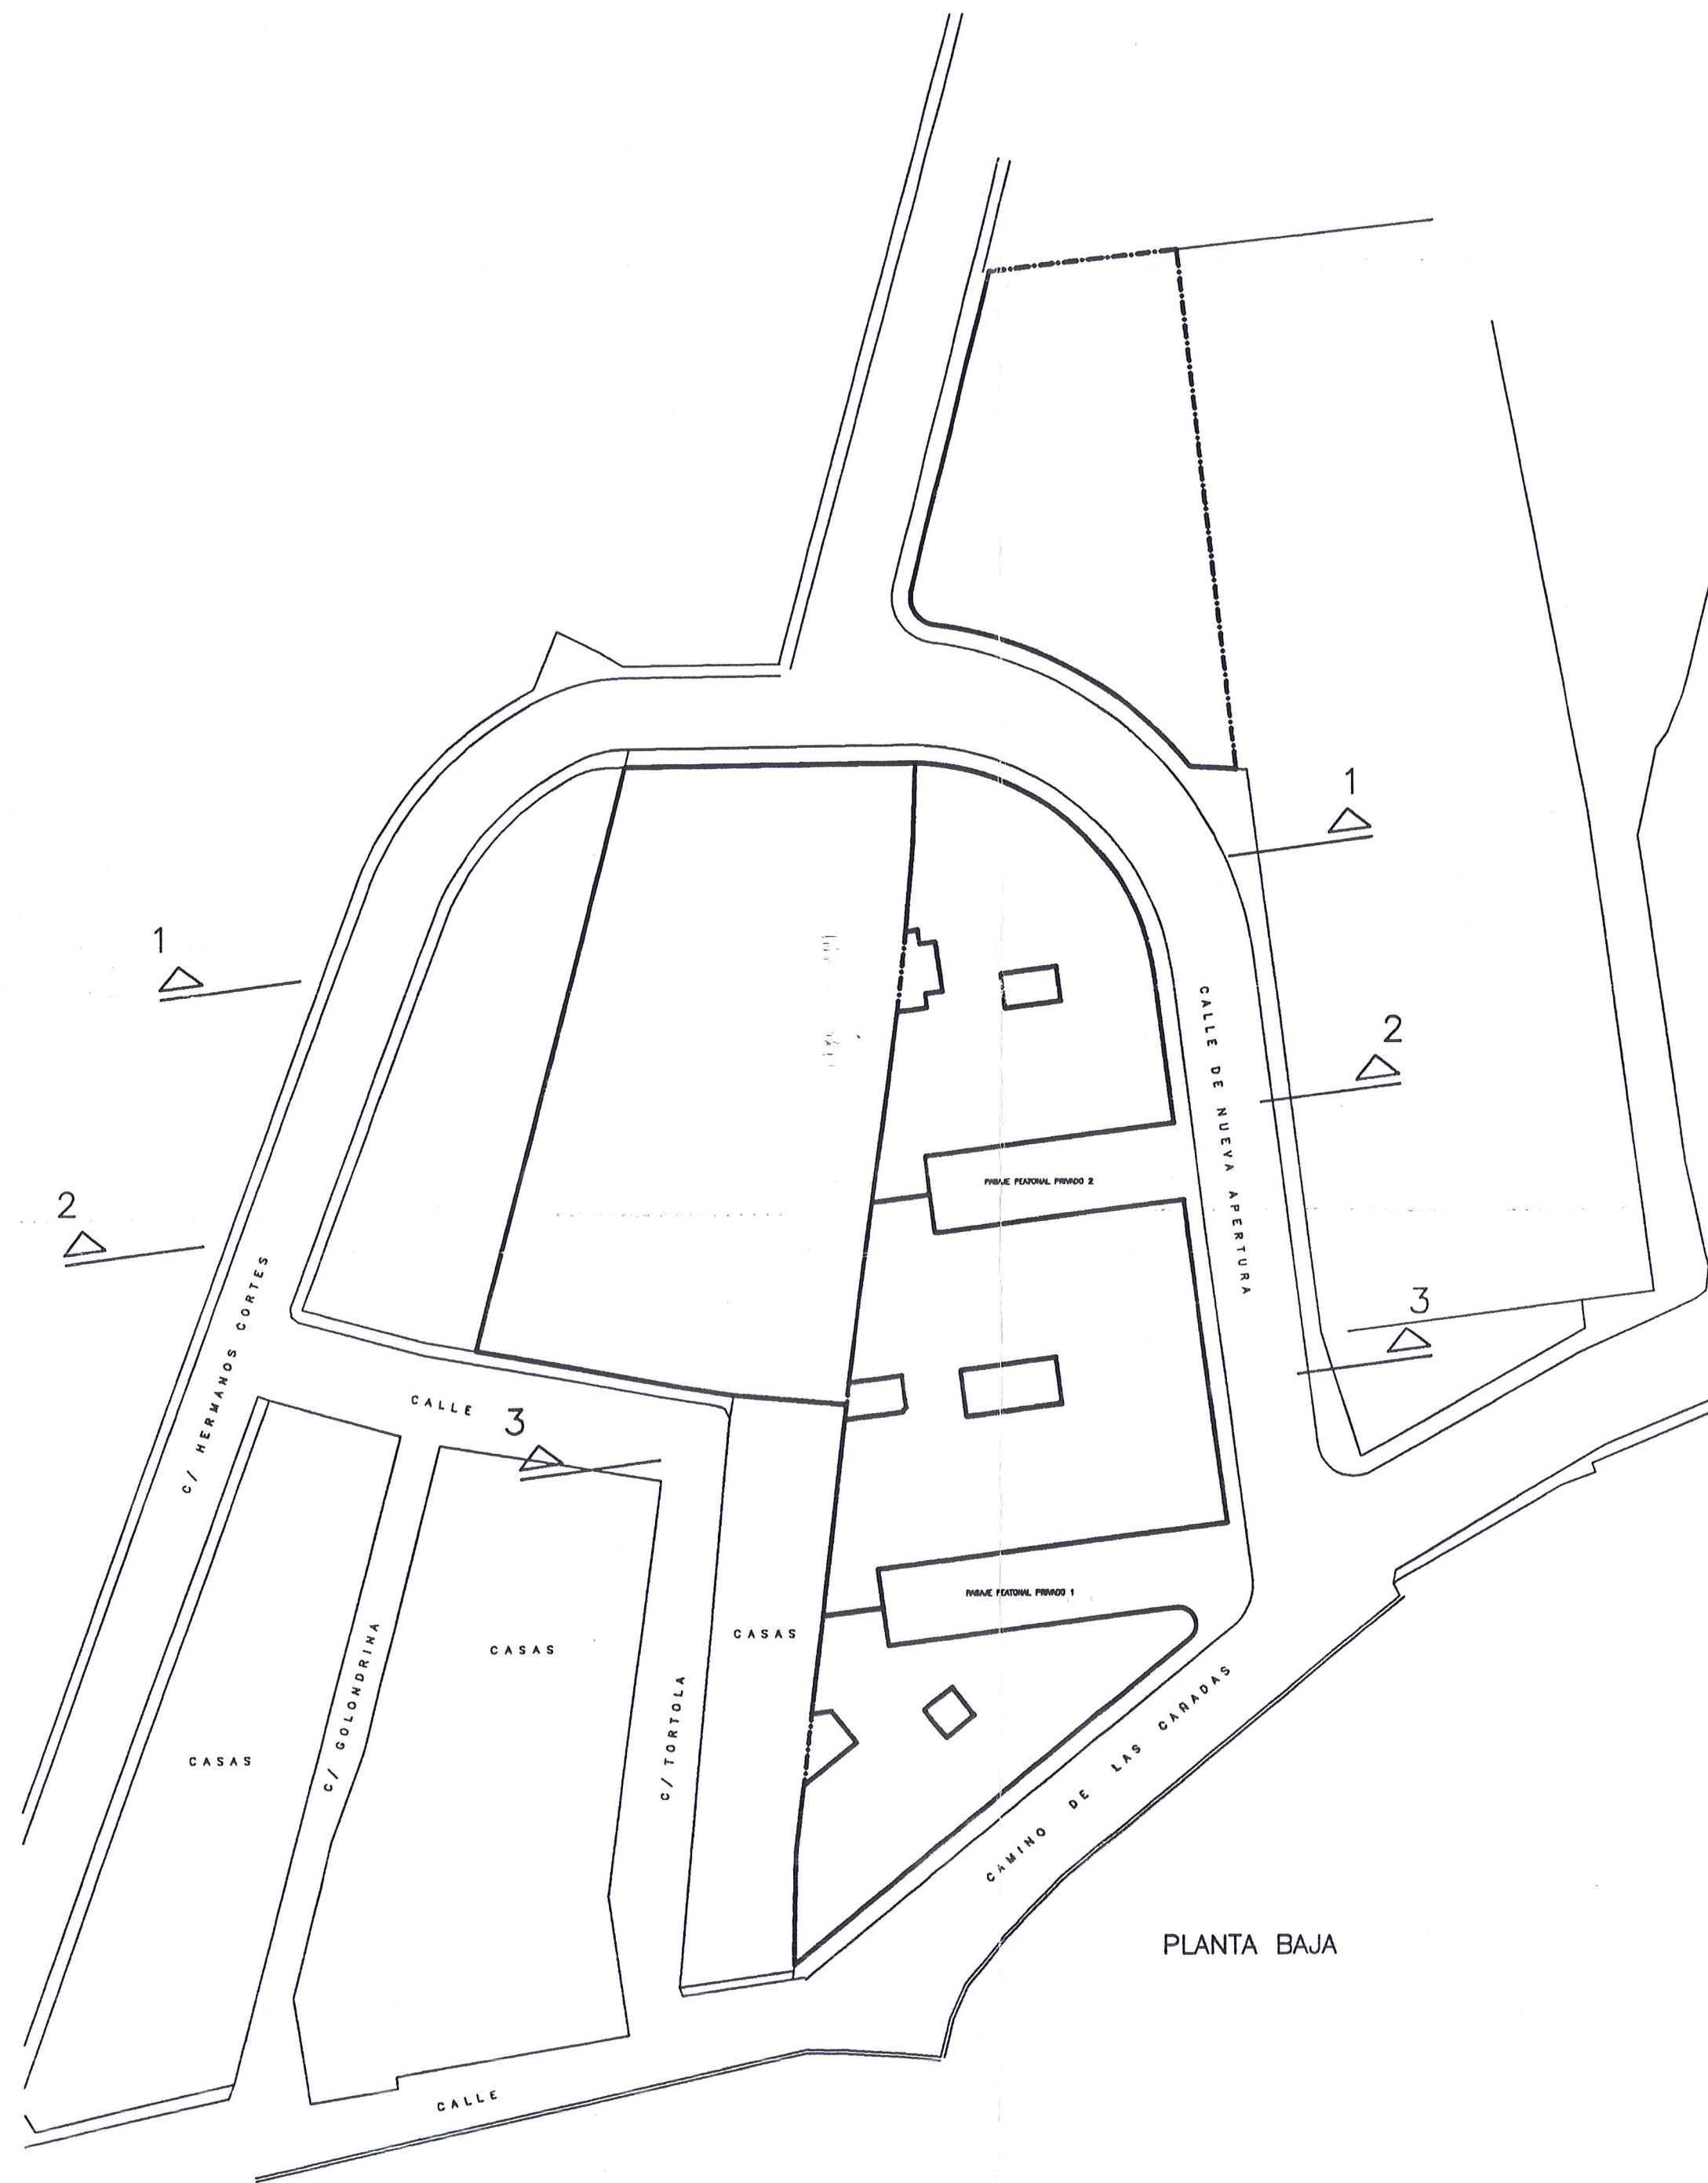 1
1
CALLE DE NUEVA APERTURA
2
PASAJE PEATONAL PRIVADO 2
2
C/ HERMANOS CORTES
3
CALLE
3
PASAJE PEATONAL PRIVADO 1
CASAS
CASAS
C/ GOLONDRINA
C/ TORTOLA
CASAS
CAMINO DE LAS CAÑADAS
PLANTA BAJA
CALLE